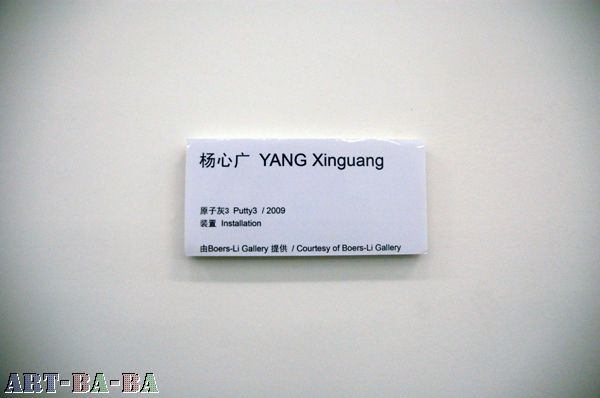 杨心广 YANG Xinguang
原子灰3 Putty3 / 2009
装置 Installation
由Boers-Li Gallery 提供 / Courtesy of Boers-Li Gallery
ART-BA-BA